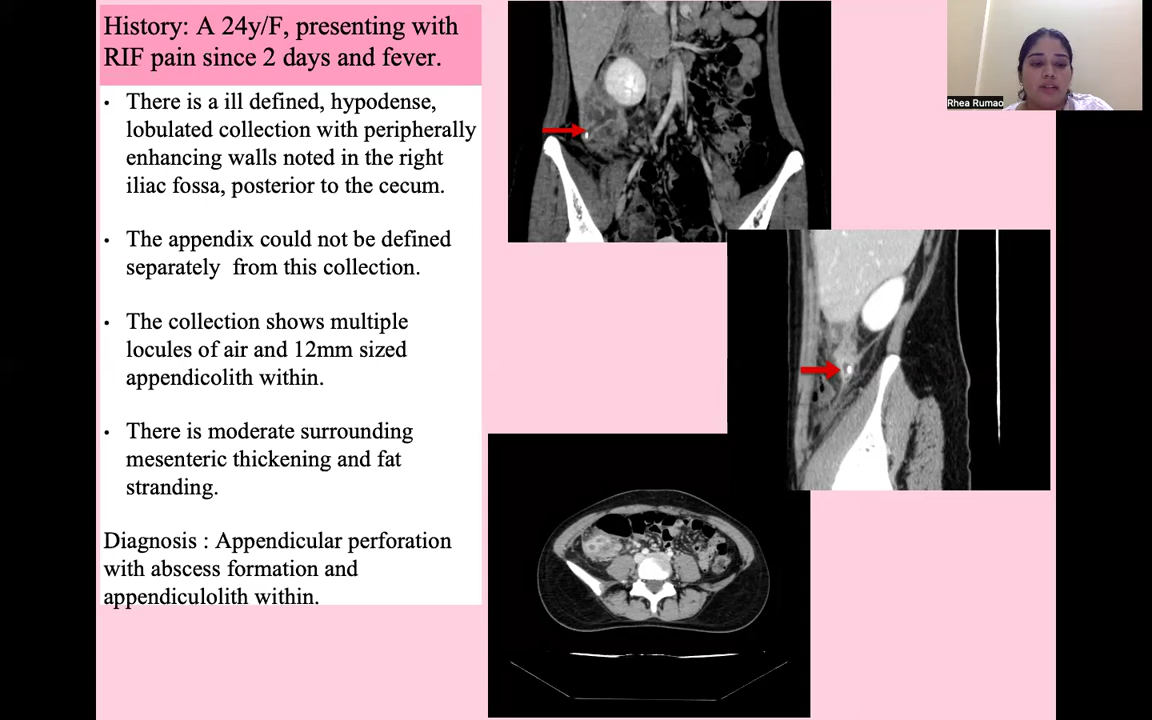 History: A 24y/F, presenting with
RIF pain since 2 days and fever.
• There is a ill defined, hypodense,
lobulated collection with peripherally
enhancing walls noted in the right
iliac fossa, posterior to the cecum.
• The appendix could not be defined
separately from this collection.
• The collection shows multiple
locules of air and 12mm sized
appendicolith within.
• There is moderate surrounding
mesenteric thickening and fat
stranding.
Diagnosis : Appendicular perforation
with abscess formation and
appendiculolith within.
Rhea Rumao